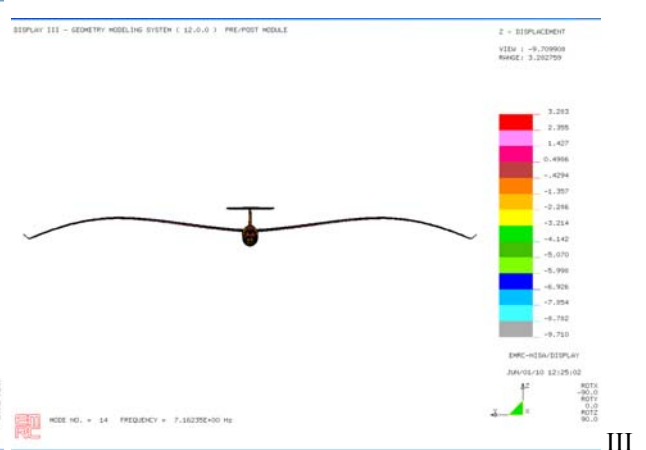 DISPLAY III - GEOMETRY MODELING SYSTEM ( 12.0.0 ) PRE/POST MODULE
Z - DISPLACEMENT
VIEW : -9.709908
RANGE: 3.282759
3.283
2.355
1.427
0.4986
-.4294
-1.357
-2.286
-3.214
-4.142
-5.070
-5.998
-6.926
-7.854
-8.782
-9.710
EMRC-NISA/DISPLAY
JUN/01/10 12:25:02
Z
Y
X
ROTX
-90.0
ROTY
0.0
ROTZ
90.0
MODE NO. = 14 FREQUENCY = 7.16235E+00 Hz
III